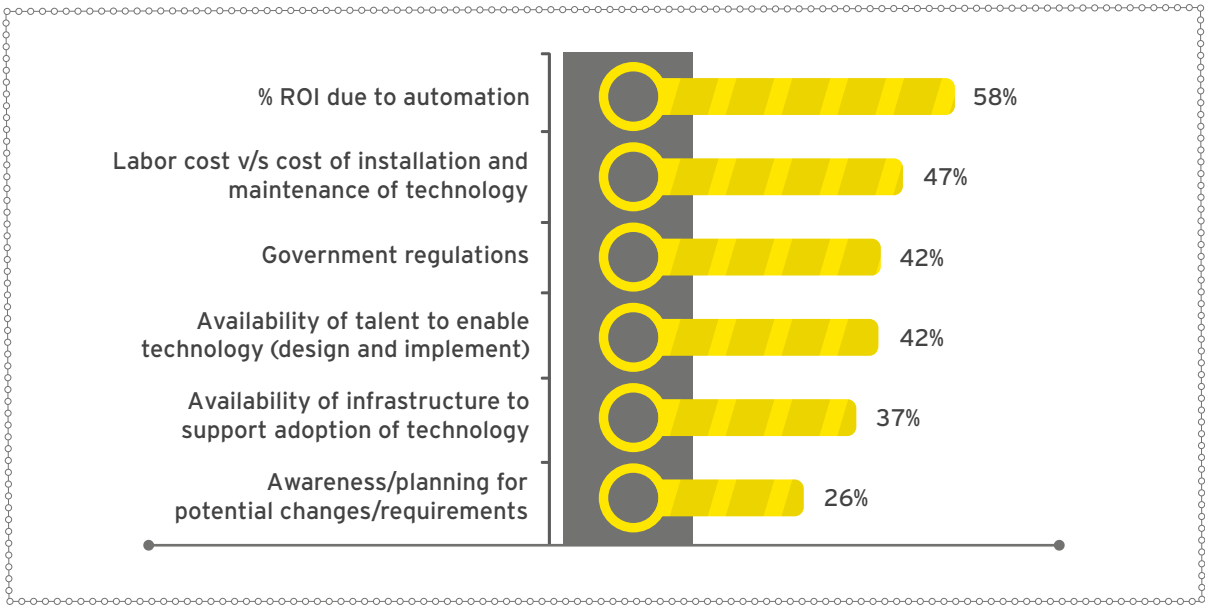 % ROI due to automation
58%
Labor cost v/s cost of installation and
maintenance of technology
47%
Government regulations
42%
Availability of talent to enable
technology (design and implement)
42%
Availability of infrastructure to
support adoption of technology
37%
Awareness/planning for
potential changes/requirements
26%